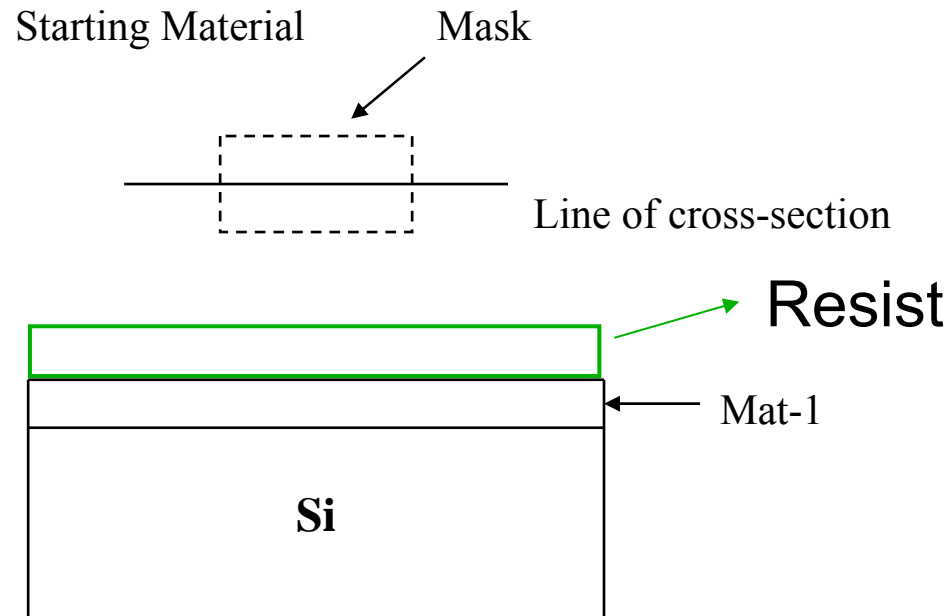 Starting Material
Mask
Line of cross-section
Resist
Mat-1
Si